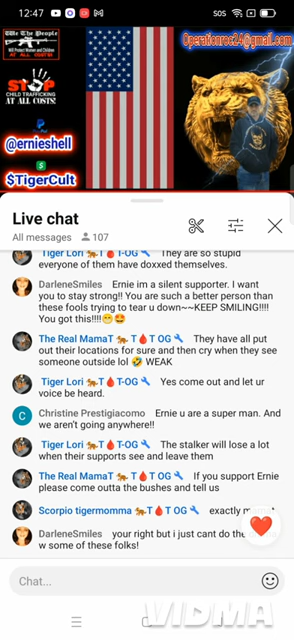 12:47
SOS
We The People
Will Protect Women and Children
AT ALL COSTS!
STOP
CHILD TRAFFICKING
AT ALL COSTS!
@ernieshell
$TigerCult
Operationroc24@gmail.com
Live chat
All messages 107
Tiger Lori 🐅T🩸T-OG🔧 They are so stupid
everyone of them have doxxed themselves.
DarleneSmiles Ernie im a silent supporter. I want
you to stay strong!! You are such a better person than
these fools trying to tear u down~~KEEP SMILING!!!!
You got this!!!!😁🤩
The Real MamaT 🐅 T🩸T OG🔧 They have all put
out their locations for sure and then cry when they see
someone outside lol 🤣 WEAK
Tiger Lori 🐅T🩸T-OG🔧 Yes come out and let ur
voice be heard.
C Christine Prestigiacomo Ernie u are a super man. And
we aren't going anywhere!!
Tiger Lori 🐅T🩸T-OG🔧 The stalker will lose a lot
when their supports see and leave them
The Real MamaT 🐅 T🩸T OG🔧 If you support Ernie
please come outta the bushes and tell us
Scorpio tigermomma 🐅.T🩸T OG🔧 exactly
DarleneSmiles your right but i just cant do the
w some of these folks!
Chat...
VIDMA